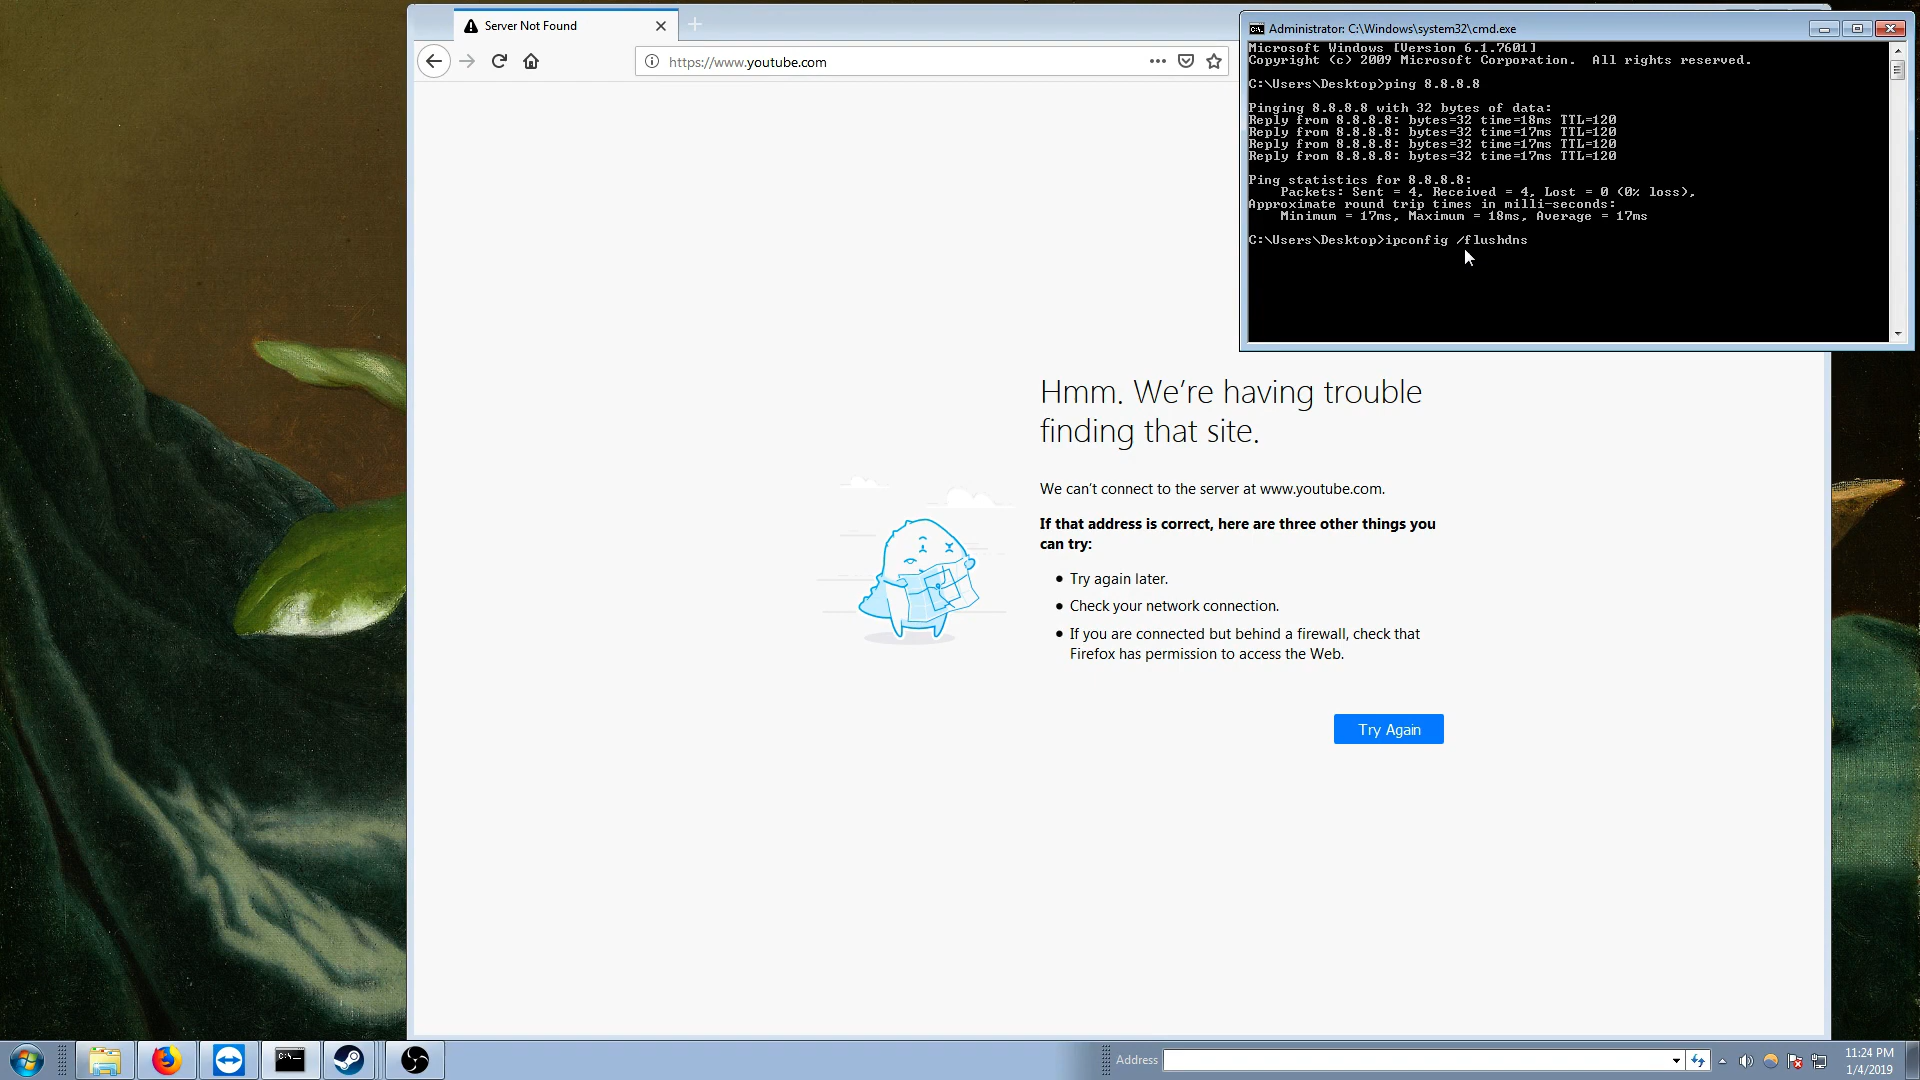 Server Not Found
https://www.youtube.com
Administrator: C:\Windows\system32\cmd.exe
Microsoft Windows [Version 6.1.7601]
Copyright (c) 2009 Microsoft Corporation.  All rights reserved.
C:\Users\Desktop>ping 8.8.8.8
Pinging 8.8.8.8 with 32 bytes of data:
Reply from 8.8.8.8: bytes=32 time=18ms TTL=120
Reply from 8.8.8.8: bytes=32 time=17ms TTL=120
Reply from 8.8.8.8: bytes=32 time=17ms TTL=120
Reply from 8.8.8.8: bytes=32 time=17ms TTL=120
Ping statistics for 8.8.8.8:
Packets: Sent = 4, Received = 4, Lost = 0 (0% loss),
Approximate round trip times in milli-seconds:
Minimum = 17ms, Maximum = 18ms, Average = 17ms
C:\Users\Desktop>ipconfig /flushdns
Hmm. We’re having trouble
finding that site.
We can’t connect to the server at www.youtube.com.
If that address is correct, here are three other things you
can try:
• Try again later.
• Check your network connection.
• If you are connected but behind a firewall, check that
Firefox has permission to access the Web.
Try Again
Address
11:24 PM
1/4/2019